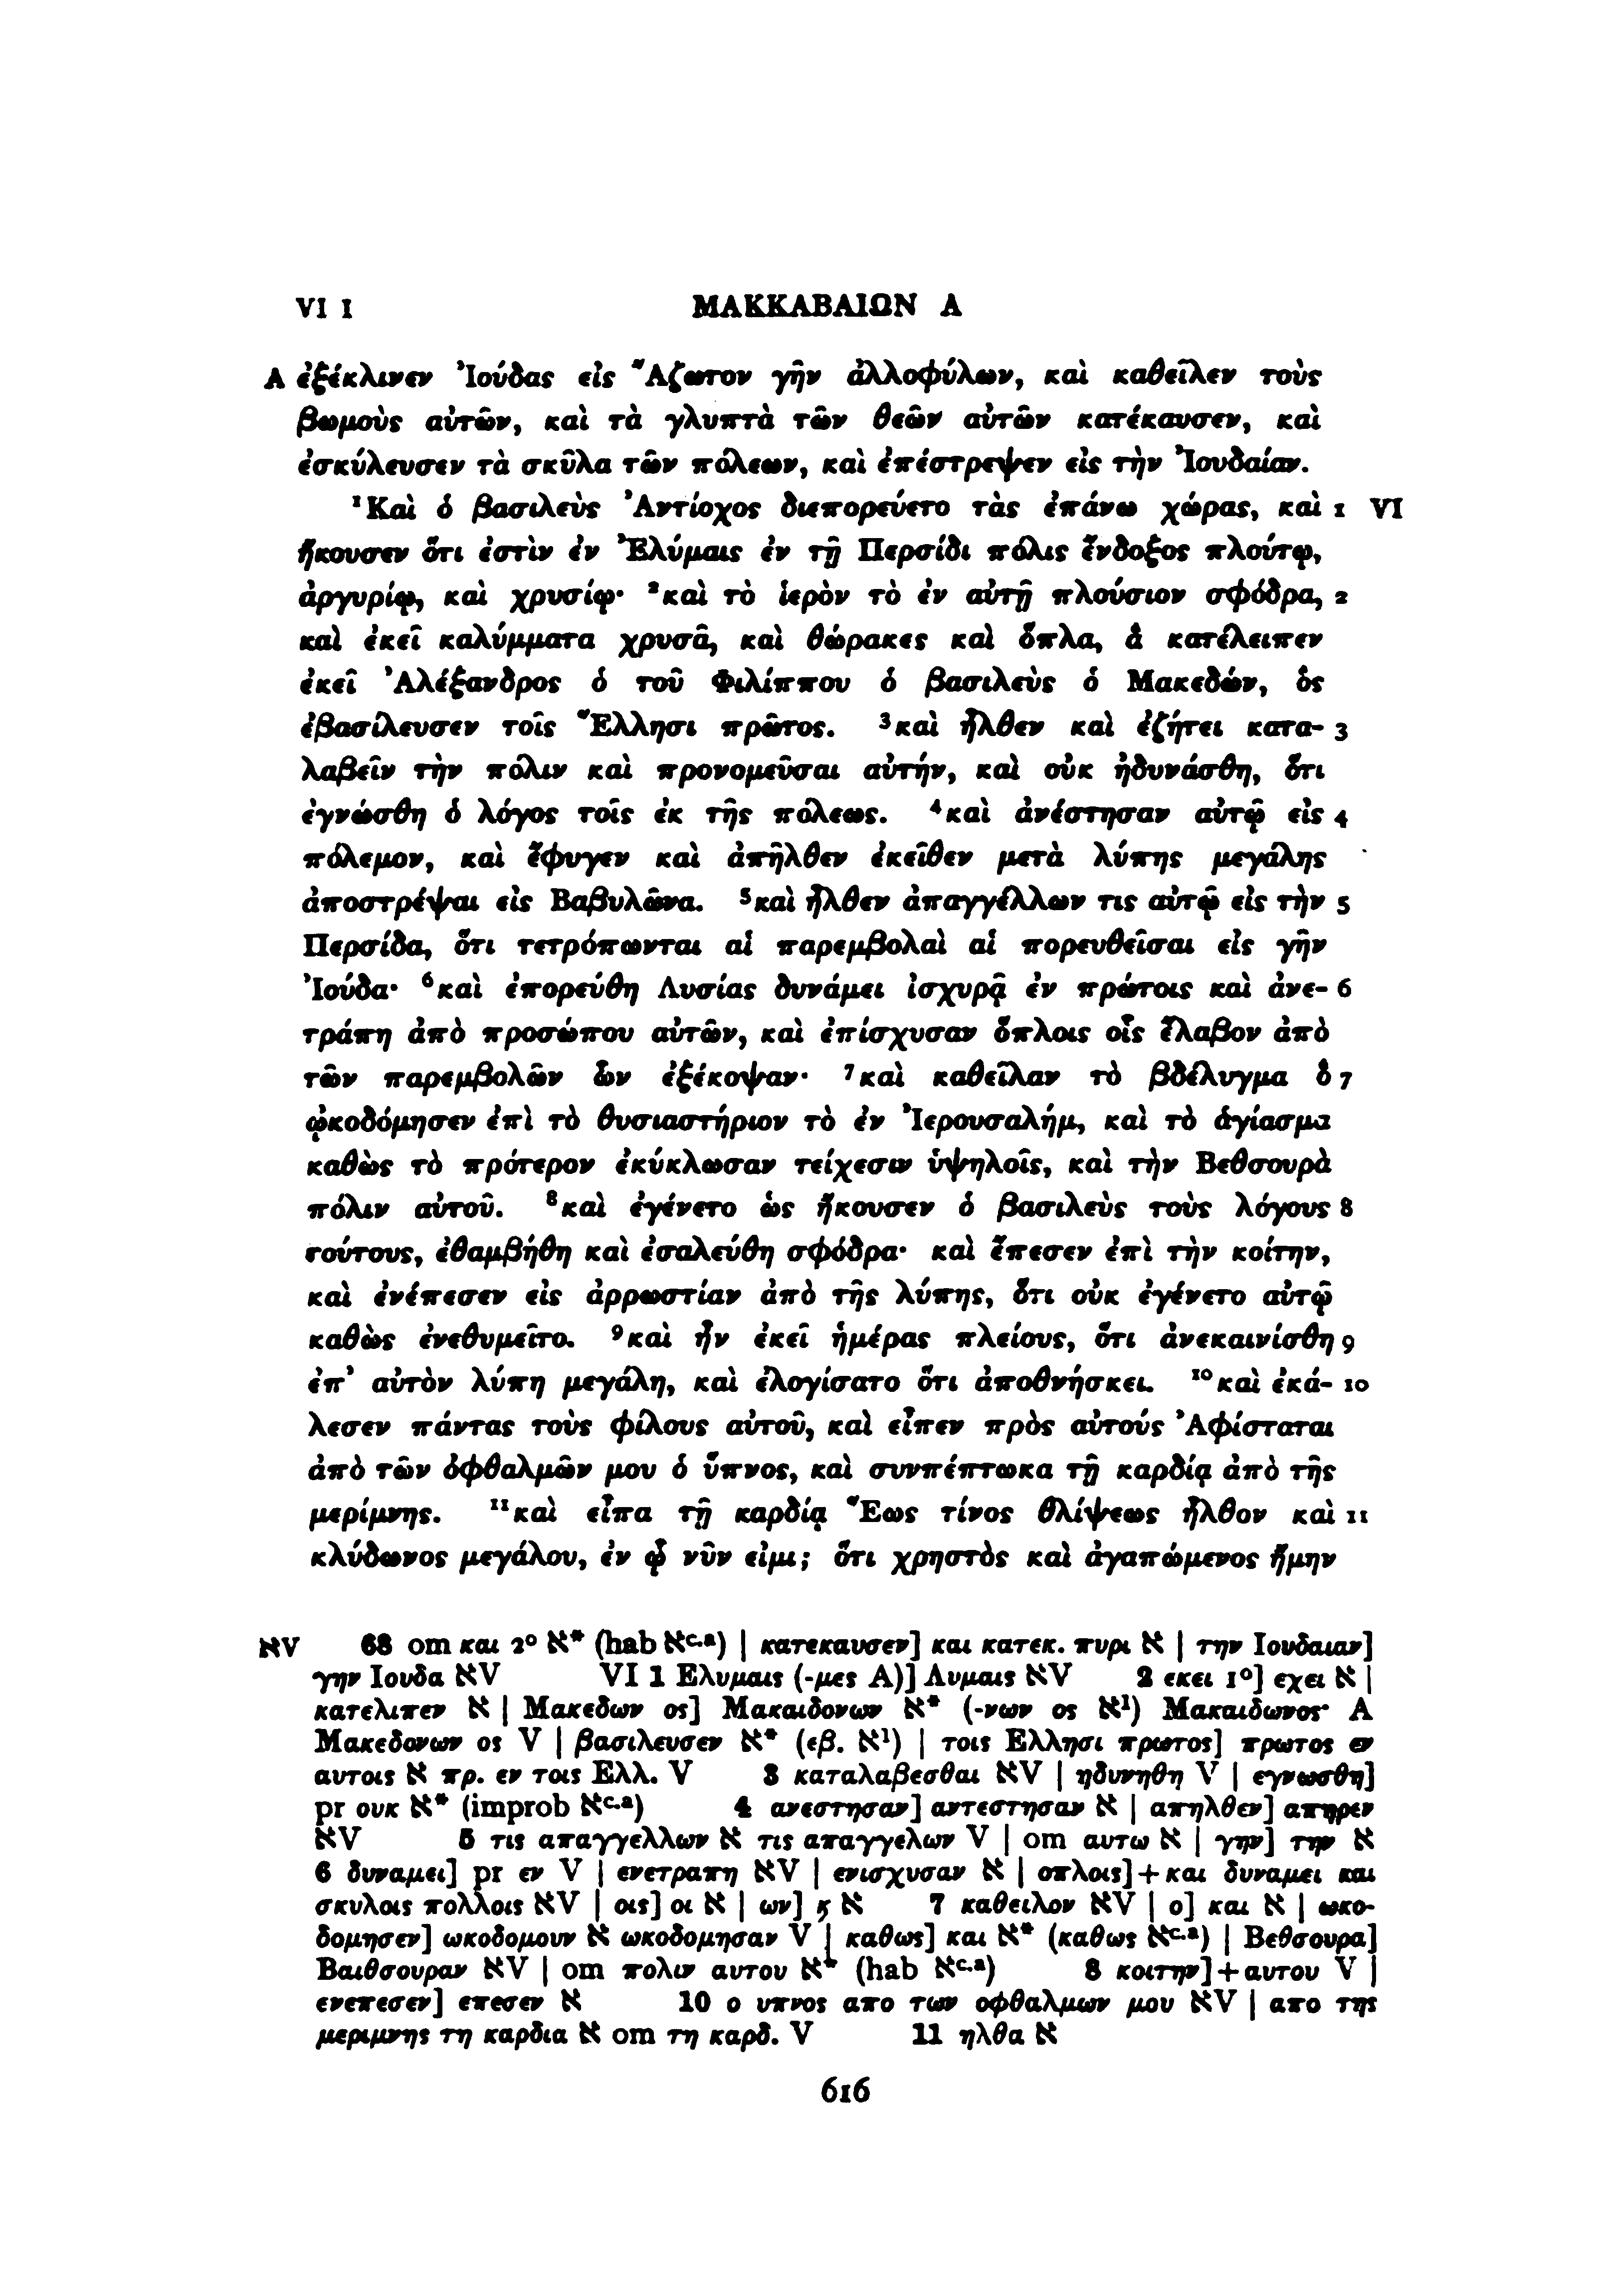 VI 1 ΜΑΚΚΑΒΑΙΩΝ Α
A ἐξέκλινεν Ἰούδας εἰς Ἄζωτον γῆν ἀλλοφύλων, καὶ καθεῖλεν τοὺς
βωμοὺς αὐτῶν, καὶ τὰ γλυπτὰ τῶν θεῶν αὐτῶν κατέκαυσεν, καὶ
ἐσκύλευσεν τὰ σκῦλα τῶν πόλεων, καὶ ἐπέστρεψεν εἰς τὴν Ἰουδαίαν.
¹Καὶ ὁ βασιλεὺς Ἀντίοχος διεπορεύετο τὰς ἐπάνω χώρας, καὶ 1 VI
ἤκουσεν ὅτι ἐστὶν ἐν Ἐλύμαις ἐν τῇ Περσίδι πόλις ἔνδοξος πλούτῳ,
ἀργυρίῳ, καὶ χρυσίῳ· ²καὶ τὸ ἱερὸν τὸ ἐν αὐτῇ πλούσιον σφόδρα, 2
καὶ ἐκεῖ καλύμματα χρυσᾶ, καὶ θώρακες καὶ ὅπλα, ἃ κατέλειπεν
ἐκεῖ Ἀλέξανδρος ὁ τοῦ Φιλίππου ὁ βασιλεὺς ὁ Μακεδών, ὃς
ἐβασίλευσεν τοῖς Ἕλλησι πρῶτος. ³καὶ ἦλθεν καὶ ἐζήτει κατα- 3
λαβεῖν τὴν πόλιν καὶ προνομεῦσαι αὐτήν, καὶ οὐκ ἠδυνάσθη, ὅτι
ἐγνώσθη ὁ λόγος τοῖς ἐκ τῆς πόλεως. ⁴καὶ ἀνέστησαν αὐτῷ εἰς 4
πόλεμον, καὶ ἔφυγεν καὶ ἀπῆλθεν ἐκεῖθεν μετὰ λύπης μεγάλης
ἀποστρέψαι εἰς Βαβυλῶνα. ⁵καὶ ἦλθεν ἀπαγγέλλων τις αὐτῷ εἰς τὴν 5
Περσίδα, ὅτι τετρόπωνται αἱ παρεμβολαὶ αἱ πορευθεῖσαι εἰς γῆν
Ἰούδα· ⁶καὶ ἐπορεύθη Λυσίας δυνάμει ἰσχυρᾷ ἐν πρώτοις καὶ ἀνε- 6
τράπη ἀπὸ προσώπου αὐτῶν, καὶ ἐπίσχυσαν ὅπλοις οἷς ἔλαβον ἀπὸ
τῶν παρεμβολῶν ὧν ἐξέκοψαν· ⁷καὶ καθεῖλαν τὸ βδέλυγμα ὃ 7
ᾠκοδόμησεν ἐπὶ τὸ θυσιαστήριον τὸ ἐν Ἰερουσαλήμ, καὶ τὸ ἁγίασμα
καθὼς τὸ πρότερον ἐκύκλωσαν τείχεσιν ὑψηλοῖς, καὶ τὴν Βεθσουρὰ
πόλιν αὐτοῦ. ⁸καὶ ἐγένετο ὡς ἤκουσεν ὁ βασιλεὺς τοὺς λόγους 8
τούτους, ἐθαμβήθη καὶ ἐσαλεύθη σφόδρα· καὶ ἔπεσεν ἐπὶ τὴν κοίτην,
καὶ ἐνέπεσεν εἰς ἀρρωστίαν ἀπὸ τῆς λύπης, ὅτι οὐκ ἐγένετο αὐτῷ
καθὼς ἐνεθυμεῖτο. ⁹καὶ ἦν ἐκεῖ ἡμέρας πλείους, ὅτι ἀνεκαινίσθη 9
ἐπ᾽ αὐτὸν λύπη μεγάλη, καὶ ἐλογίσατο ὅτι ἀποθνήσκει. ¹⁰καὶ ἐκά- 10
λεσεν πάντας τοὺς φίλους αὐτοῦ, καὶ εἶπεν πρὸς αὐτούς Ἀφίσταται
ἀπὸ τῶν ὀφθαλμῶν μου ὁ ὕπνος, καὶ συνπέπτωκα τῇ καρδίᾳ ἀπὸ τῆς
μερίμνης. ¹¹καὶ εἶπα τῇ καρδίᾳ Ἕως τίνος θλίψεως ἦλθον καὶ 11
κλύδωνος μεγάλου, ἐν ᾧ νῦν εἰμι; ὅτι χρηστὸς καὶ ἀγαπώμενος ἤμην
אV 68 om και 2° א* (hab אᶜ·ᵃ) | κατεκαυσεν] και κατεκ. πυρι א | την Ιουδαιαν]
γην Ιουδα אV VI 1 Ελυμαις (-μες A)] Λυμαις אV 2 εκει 1°] εχει א |
κατελιπεν א | Μακεδων ος] Μακαιδονων א* (-νων ος א¹) Μακαιδωνος· A
Μακεδονων ος V | βασιλευσεν א* (εβ. א¹) | τοις Ελλησι πρωτος] πρωτος εν
αυτοις א πρ. εν τοις Ελλ. V 3 καταλαβεσθαι אV | ηδυνηθη V | εγνωσθη]
pr ουκ א* (improb אᶜ·ᵃ) 4 ανεστησαν] αντεστησαν א | απηλθεν] απηρεν
אV 5 τις απαγγελλων א τις απαγγελων V | om αυτω א | γην] την א
6 δυναμει] pr εν V | ενετραπη אV | ενισχυσαν א | οπλοις]+και δυναμει και
σκυλοις πολλοις אV | οις] οι א | ων] ϗ א 7 καθειλον אV | ο] και א | ωκο-
δομησεν] ωκοδομουν א ωκοδομησαν V | καθως] και א* (καθως אᶜ·ᵃ) | Βεθσουρα]
Βαιθσουραν אV | om πολιν αυτου א* (hab אᶜ·ᵃ) 8 κοιτην]+αυτου V |
ενεπεσεν] επεσεν א 10 ο υπνος απο των οφθαλμων μου אV | απο της
μεριμνης τη καρδια א om τη καρδ. V 11 ηλθα א
616